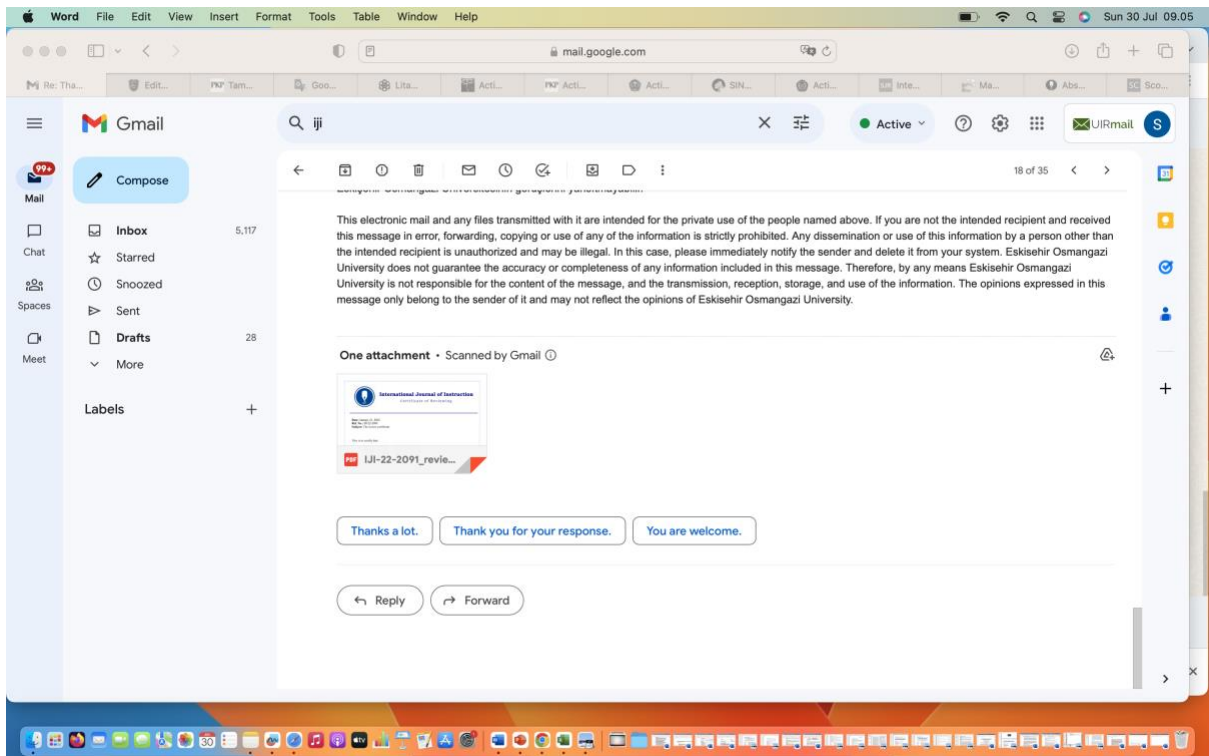 Word File Edit View Insert Format Tools Table Window Help Sun 30 Jul 09.05
mail.google.com
Re: Tha... Edit... Tam... Goo... Lita... Acti... Acti... Acti... SIN... Acti... Inte... Ma... Abs... Sco...
Gmail
iji
Active
UIRmail S
99+
Mail
Compose
18 of 35
Inbox 5,117
Chat
Starred
Snoozed
Spaces
Sent
Drafts 28
Meet
More
Labels
This electronic mail and any files transmitted with it are intended for the private use of the people named above. If you are not the intended recipient and received
this message in error, forwarding, copying or use of any of the information is strictly prohibited. Any dissemination or use of this information by a person other than
the intended recipient is unauthorized and may be illegal. In this case, please immediately notify the sender and delete it from your system. Eskisehir Osmangazi
University does not guarantee the accuracy or completeness of any information included in this message. Therefore, by any means Eskisehir Osmangazi
University is not responsible for the content of the message, and the transmission, reception, storage, and use of the information. The opinions expressed in this
message only belong to the sender of it and may not reflect the opinions of Eskisehir Osmangazi University.
One attachment • Scanned by Gmail
International Journal of Instruction
Certificate of Reviewing
PDF IJI-22-2091_revie...
Thanks a lot. Thank you for your response. You are welcome.
Reply Forward
31
30